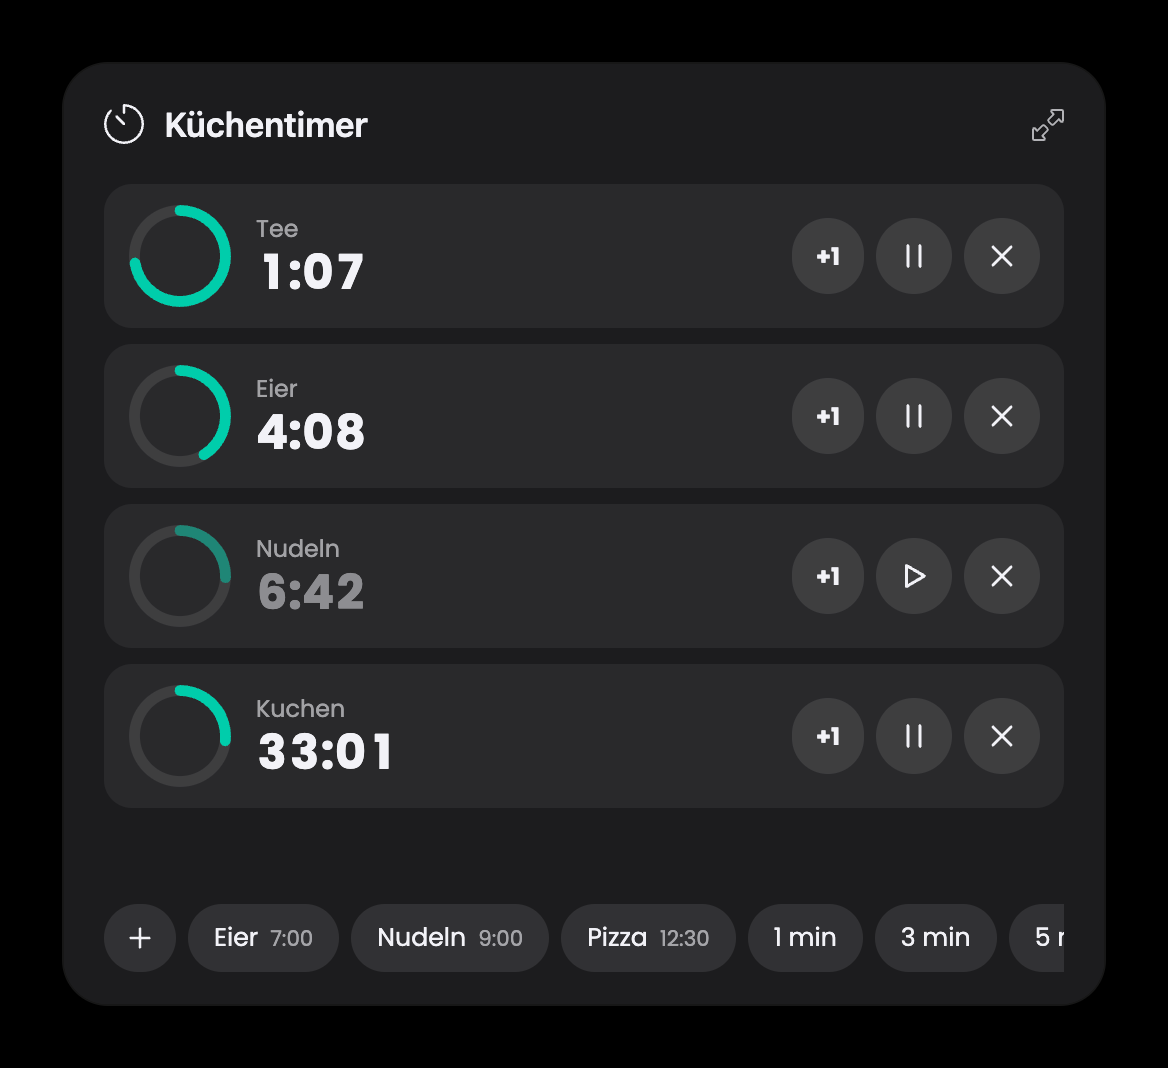 Küchentimer
Tee
1:07
+1
Eier
4:08
+1
Nudeln
6:42
+1
Kuchen
33:01
+1
Eier 7:00 Nudeln 9:00 Pizza 12:30 1 min 3 min 5